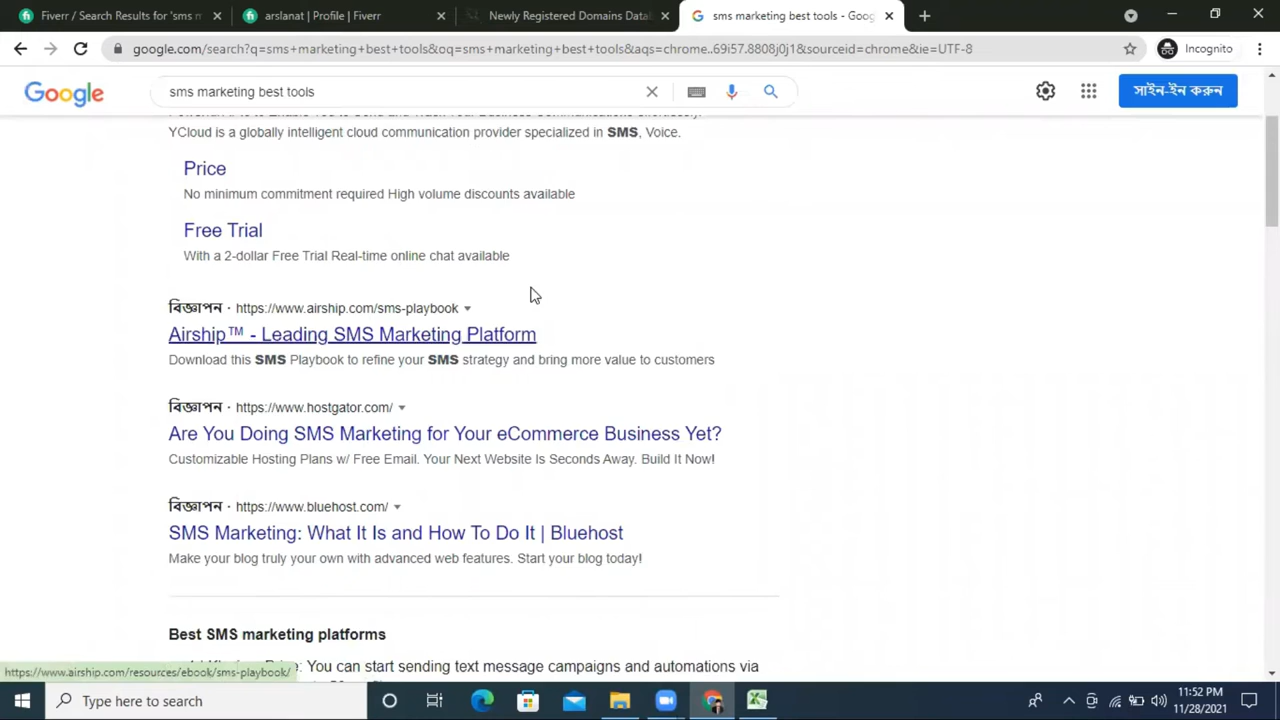 Fiverr / Search Results for 'sms m
arslanat | Profile | Fiverr
Newly Registered Domains Data
sms marketing best tools - Goog
google.com/search?q=sms+marketing+best+tools&oq=sms+marketing+best+tools&aqs=chrome..69i57.8808j0j1&sourceid=chrome&ie=UTF-8
Incognito
Google
sms marketing best tools
সাইন-ইন করুন
YCloud is a globally intelligent cloud communication provider specialized in SMS, Voice.
Price
No minimum commitment required High volume discounts available
Free Trial
With a 2-dollar Free Trial Real-time online chat available
বিজ্ঞাপন · https://www.airship.com/sms-playbook
Airship™ - Leading SMS Marketing Platform
Download this SMS Playbook to refine your SMS strategy and bring more value to customers
বিজ্ঞাপন · https://www.hostgator.com/
Are You Doing SMS Marketing for Your eCommerce Business Yet?
Customizable Hosting Plans w/ Free Email. Your Next Website Is Seconds Away. Build It Now!
বিজ্ঞাপন · https://www.bluehost.com/
SMS Marketing: What It Is and How To Do It | Bluehost
Make your blog truly your own with advanced web features. Start your blog today!
Best SMS marketing platforms
Price: You can start sending text message campaigns and automations via
https://www.airship.com/resources/ebook/sms-playbook/
Type here to search
11:52 PM
11/28/2021